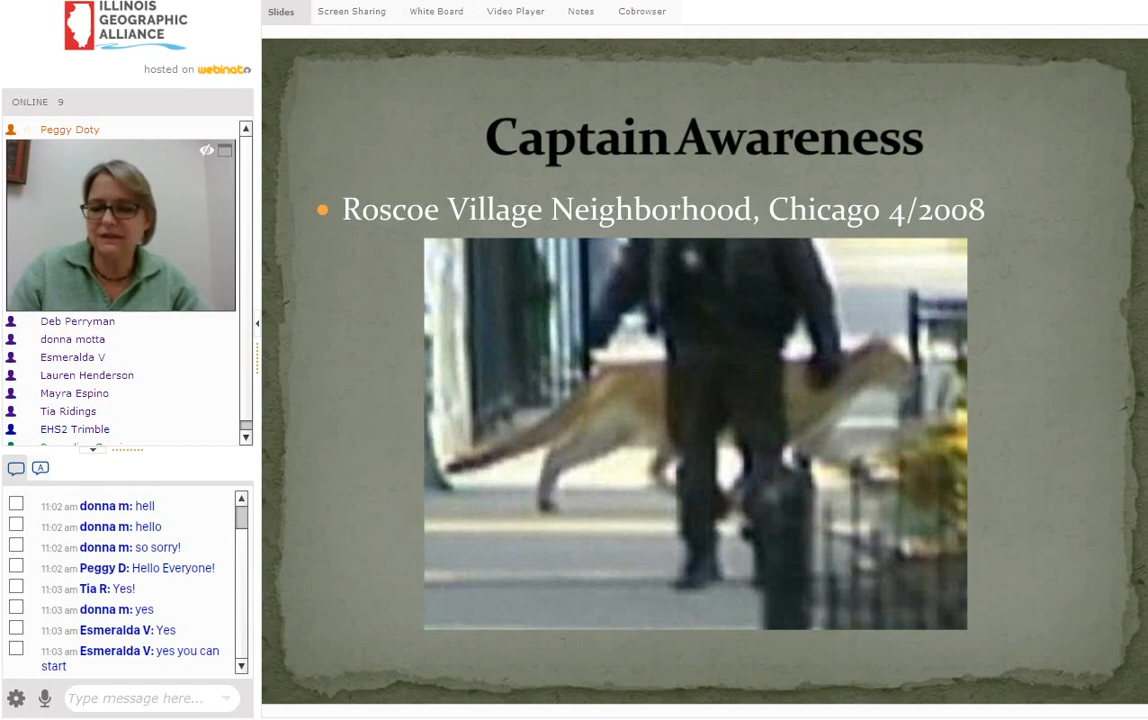 ILLINOIS
GEOGRAPHIC
ALLIANCE
hosted on webinato
ONLINE 9
Peggy Doty
Deb Perryman
donna motta
Esmeralda V
Lauren Henderson
Mayra Espino
Tia Ridings
EHS2 Trimble
A
11:02 am donna m: hell
11:02 am donna m: hello
11:02 am donna m: so sorry!
11:02 am Peggy D: Hello Everyone!
11:03 am Tia R: Yes!
11:03 am donna m: yes
11:03 am Esmeralda V: Yes
11:03 am Esmeralda V: yes you can
start
Type message here...
Slides Screen Sharing White Board Video Player Notes Cobrowser
Captain Awareness
Roscoe Village Neighborhood, Chicago 4/2008